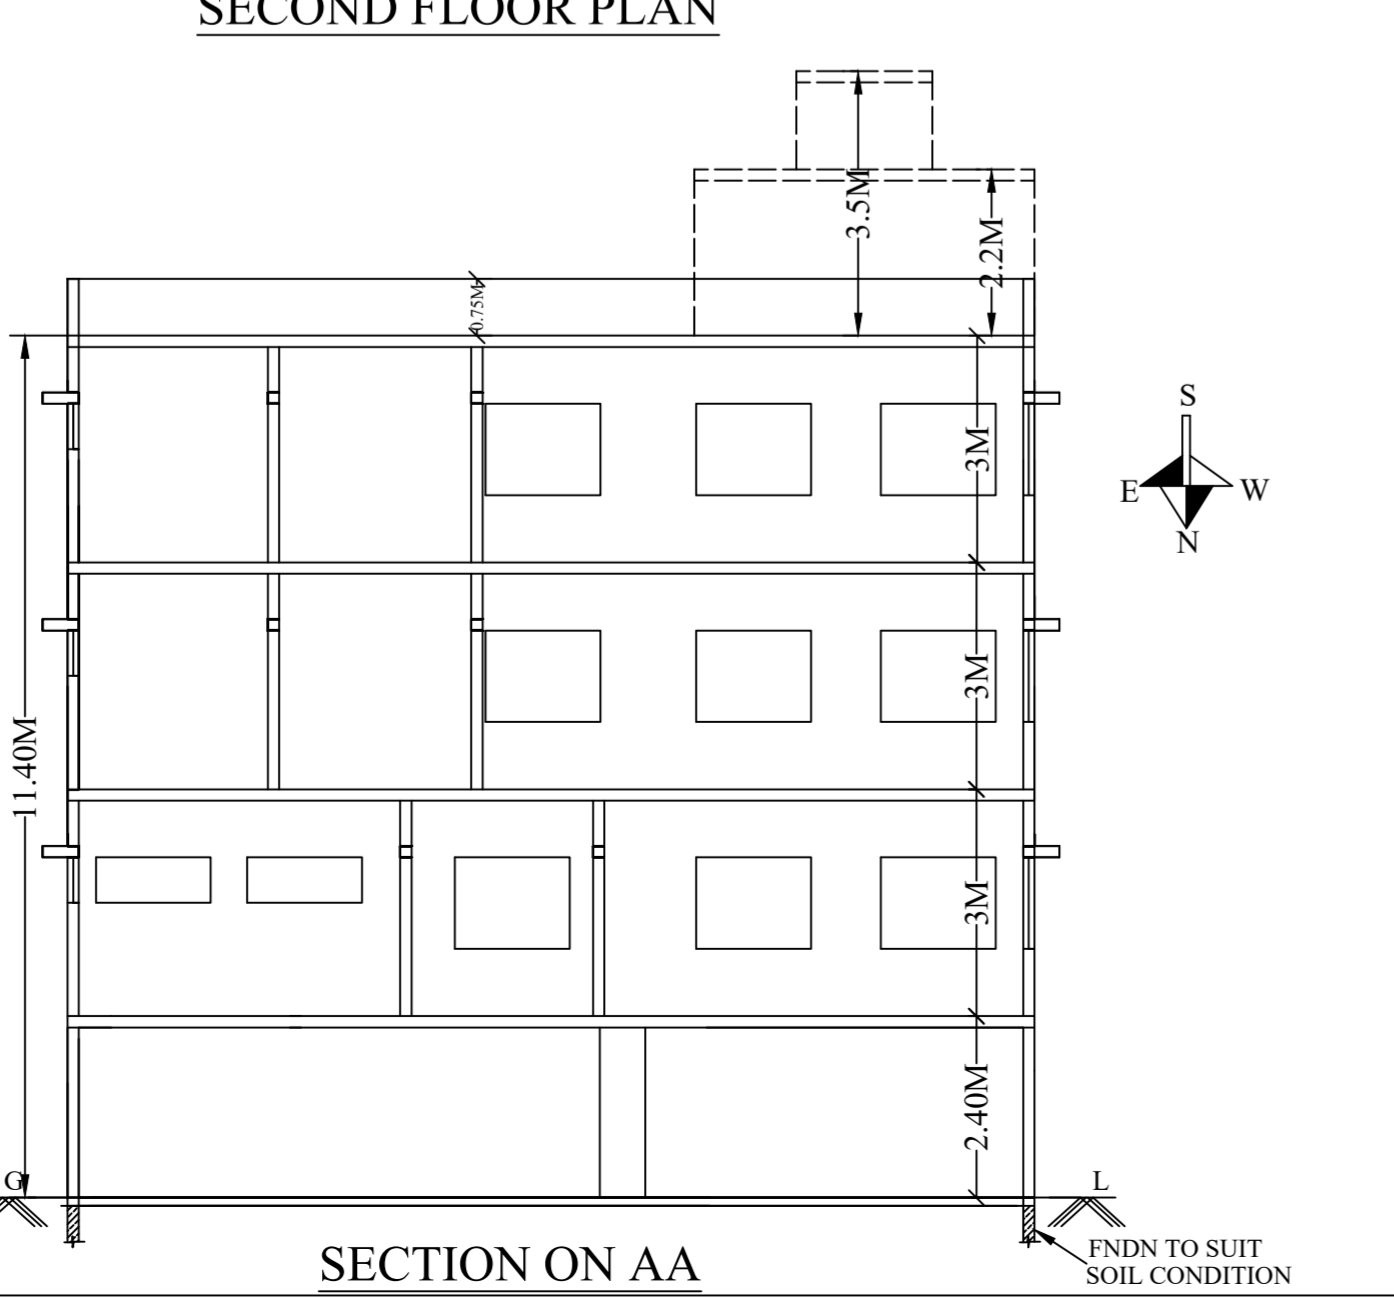 SECOND FLOOR PLAN
3.5M
2.2M
0.75M
11.40M
3M
3M
3M
2.40M
S
E
W
N
G
L
FNDN TO SUIT
SOIL CONDITION
SECTION ON AA